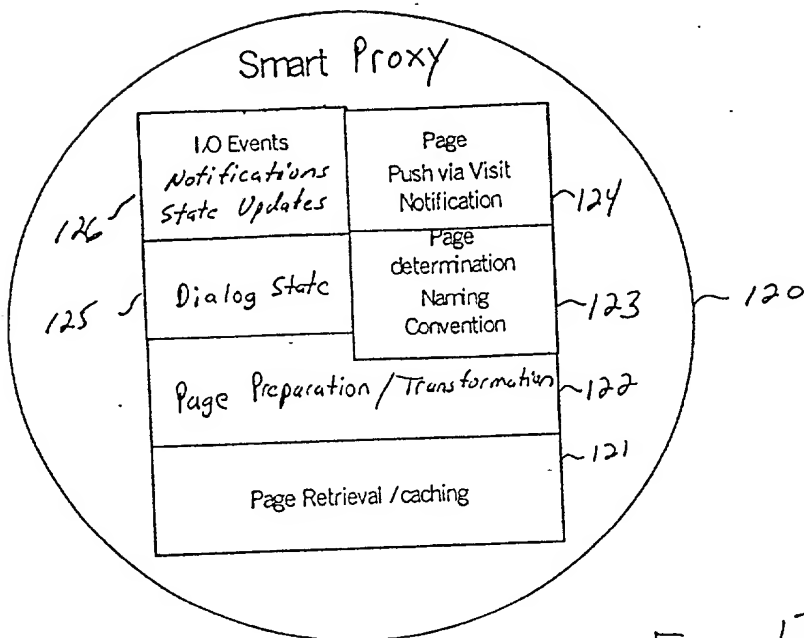 Smart Proxy
I.O Events
Notifications
State Updates
126
Page
Push via Visit
Notification
124
Dialog State
125
Page
determination
Naming
Convention
123
120
Page Preparation / Transformation
122
121
Page Retrieval / caching